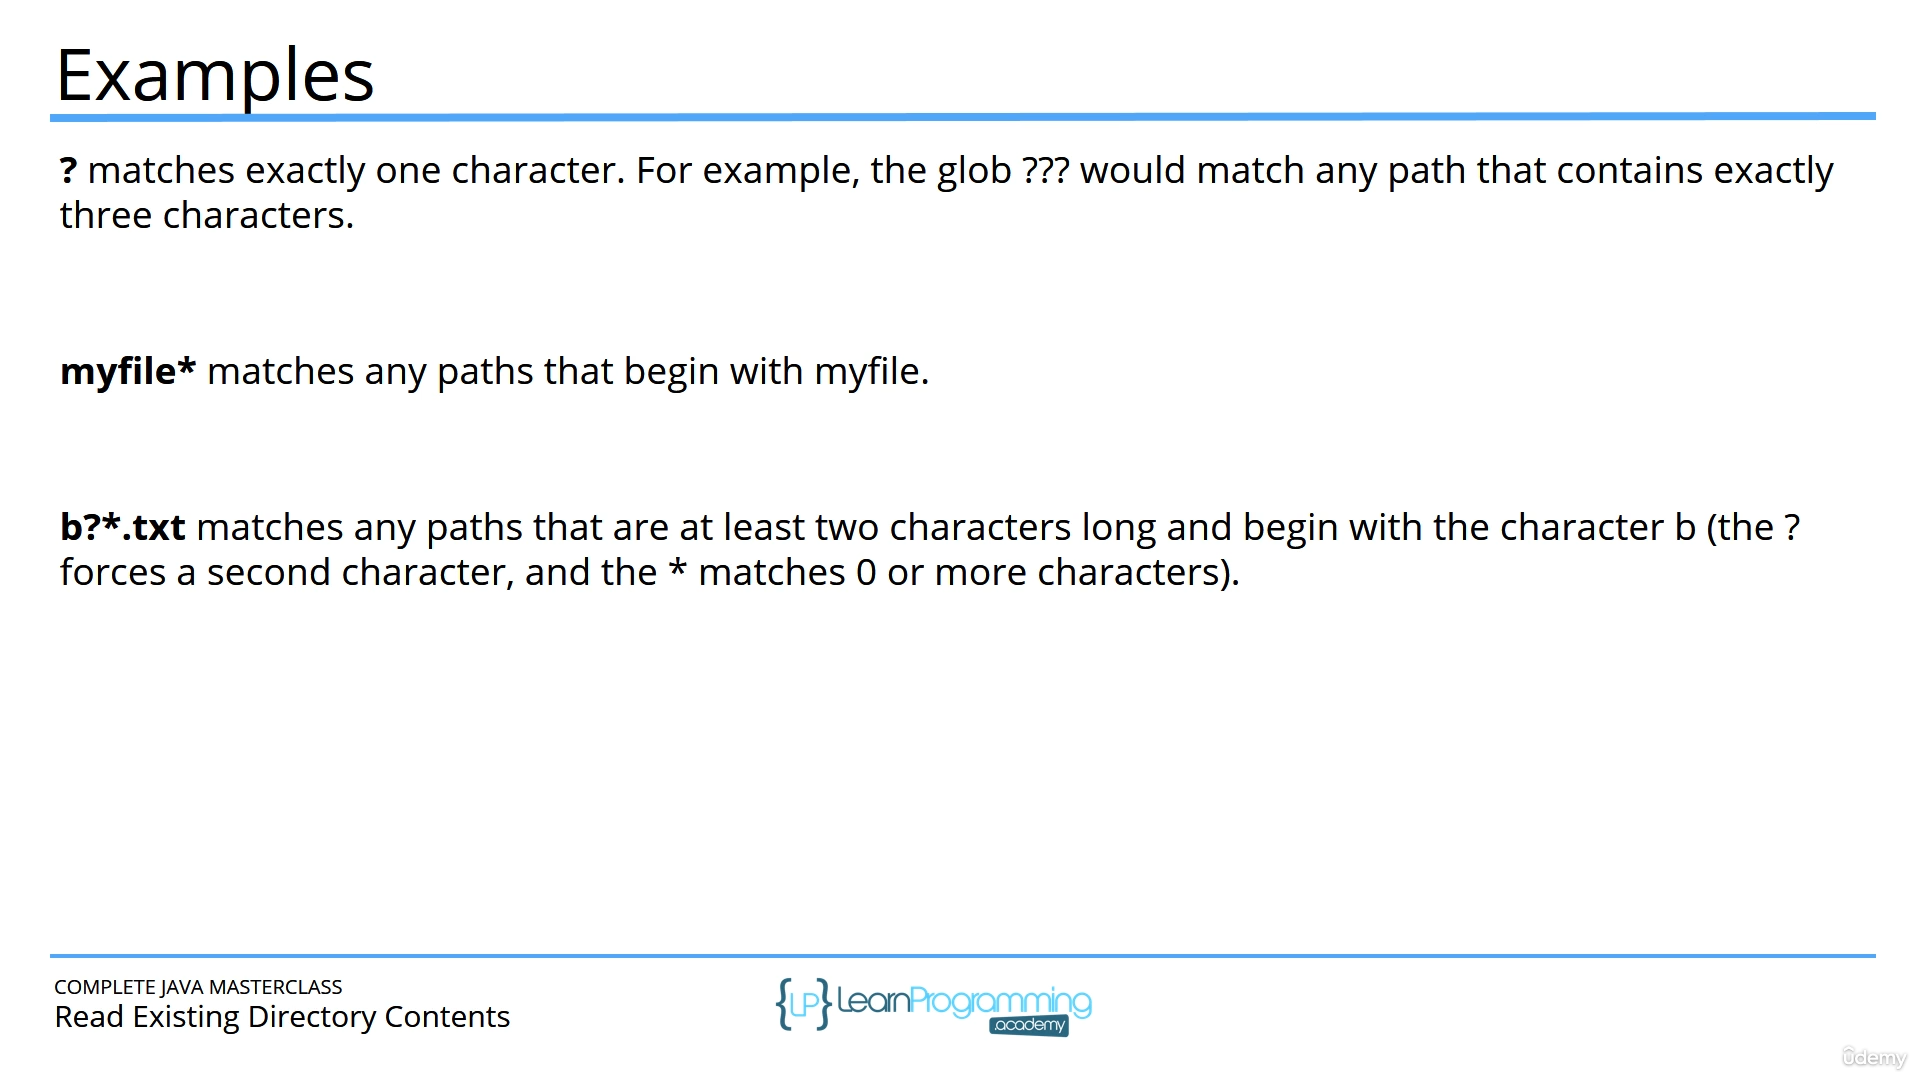 Examples
? matches exactly one character. For example, the glob ??? would match any path that contains exactly
three characters.
myfile* matches any paths that begin with myfile.
b?*.txt matches any paths that are at least two characters long and begin with the character b (the ?
forces a second character, and the * matches 0 or more characters).
COMPLETE JAVA MASTERCLASS
Read Existing Directory Contents
{LP} LearnProgramming
academy
ûdemy